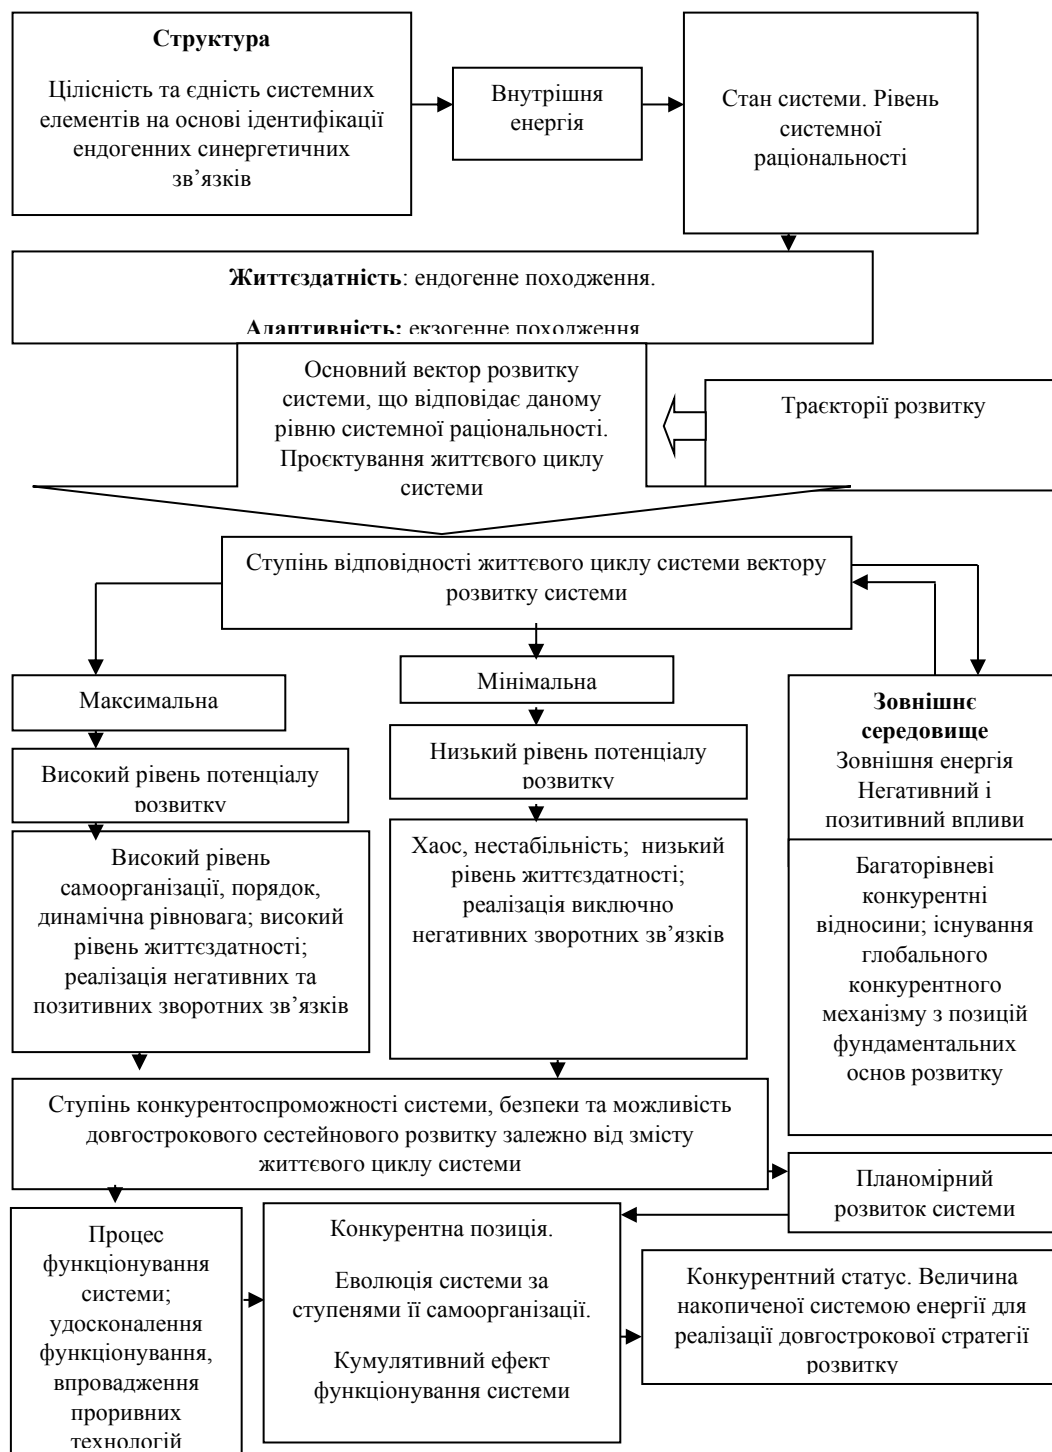 Структура
Цілісність та єдність системних
елементів на основі ідентифікації
ендогенних синергетичних
зв’язків
Внутрішня
енергія
Стан системи. Рівень
системної
раціональності
Життєздатність: ендогенне походження.
Адаптивність: екзогенне походження
Основний вектор розвитку
системи, що відповідає даному
рівню системної раціональності.
Проєктування життєвого циклу
системи
Траєкторії розвитку
Ступінь відповідності життєвого циклу системи вектору
розвитку системи
Максимальна
Мінімальна
Високий рівень потенціалу
розвитку
Низький рівень потенціалу
розвитку
Зовнішнє
середовище
Зовнішня енергія
Негативний і
позитивний впливи
Високий рівень
самоорганізації, порядок,
динамічна рівновага; високий
рівень життєздатності;
реалізація негативних та
позитивних зворотних зв’язків
Хаос, нестабільність; низький
рівень життєздатності;
реалізація виключно
негативних зворотних зв’язків
Багаторівневі
конкурентні
відносини; існування
глобального
конкурентного
механізму з позицій
фундаментальних
основ розвитку
Ступінь конкурентоспроможності системи, безпеки та можливість
довгострокового сестейнового розвитку залежно від змісту
життєвого циклу системи
Планомірний
розвиток системи
Процес
функціонування
системи;
удосконалення
функціонування,
впровадження
проривних
технологій
Конкурентна позиція.
Еволюція системи за
ступенями її самоорганізації.
Кумулятивний ефект
функціонування системи
Конкурентний статус. Величина
накопиченої системою енергії для
реалізації довгострокової стратегії
розвитку